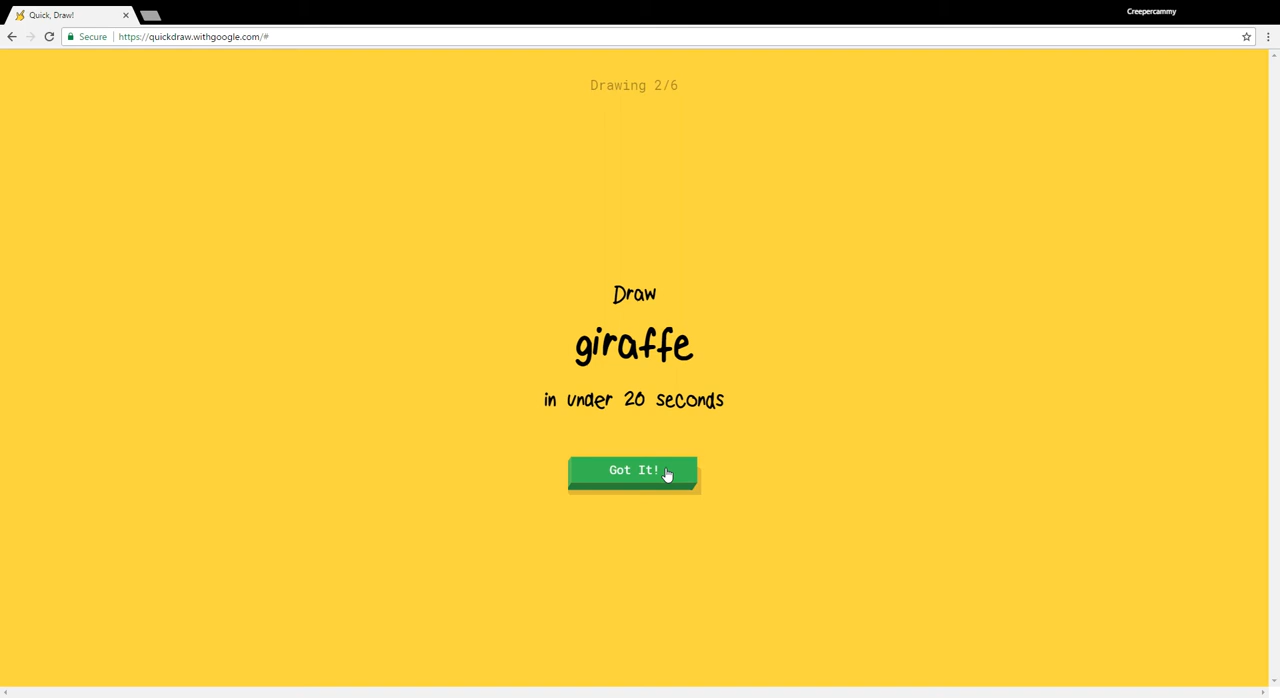 Quick, Draw!
Creepercammy
Secure
https://quickdraw.withgoogle.com/#
Drawing 2/6
Draw
giraffe
in under 20 seconds
Got It!